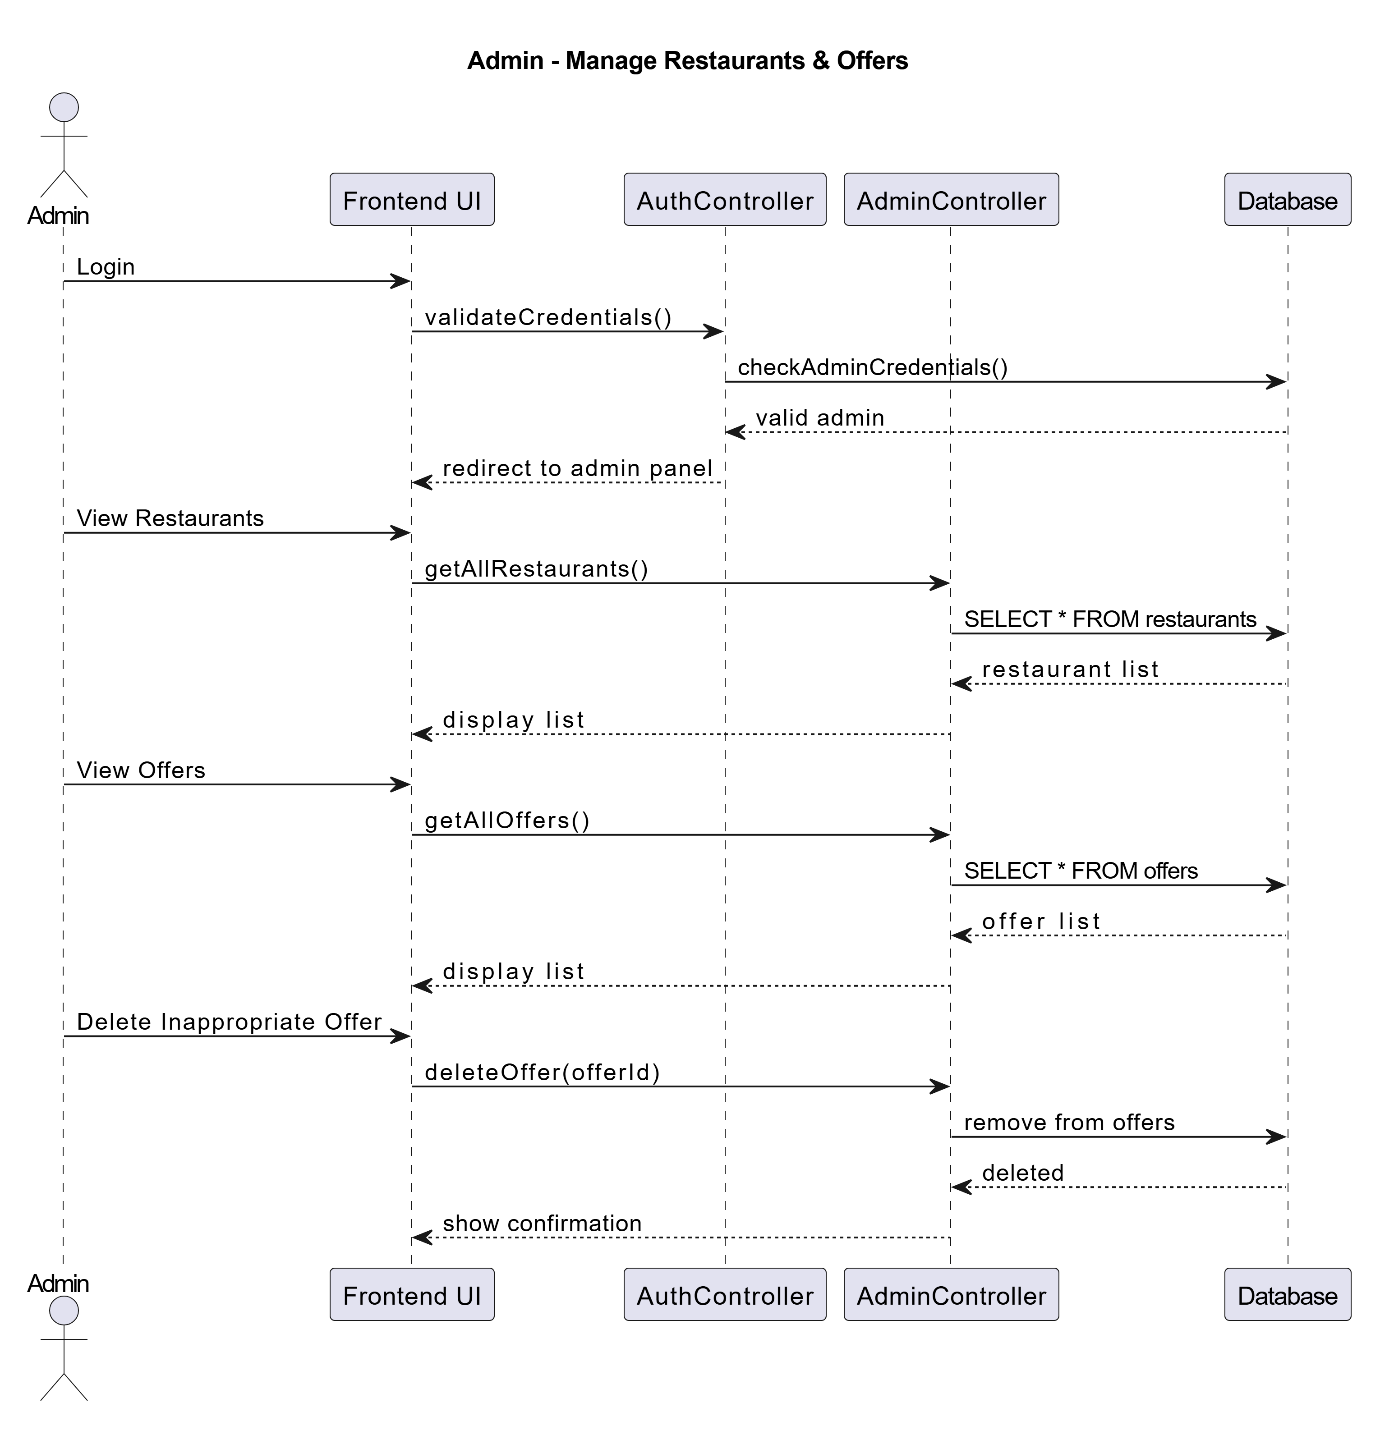 Admin - Manage Restaurants & Offers
Admin
Frontend UI
AuthController
AdminController
Database
Login
validateCredentials()
checkAdminCredentials()
valid admin
redirect to admin panel
View Restaurants
getAllRestaurants()
SELECT * FROM restaurants
restaurant list
display list
View Offers
getAllOffers()
SELECT * FROM offers
offer list
display list
Delete Inappropriate Offer
deleteOffer(offerId)
remove from offers
deleted
show confirmation
Admin
Frontend UI
AuthController
AdminController
Database